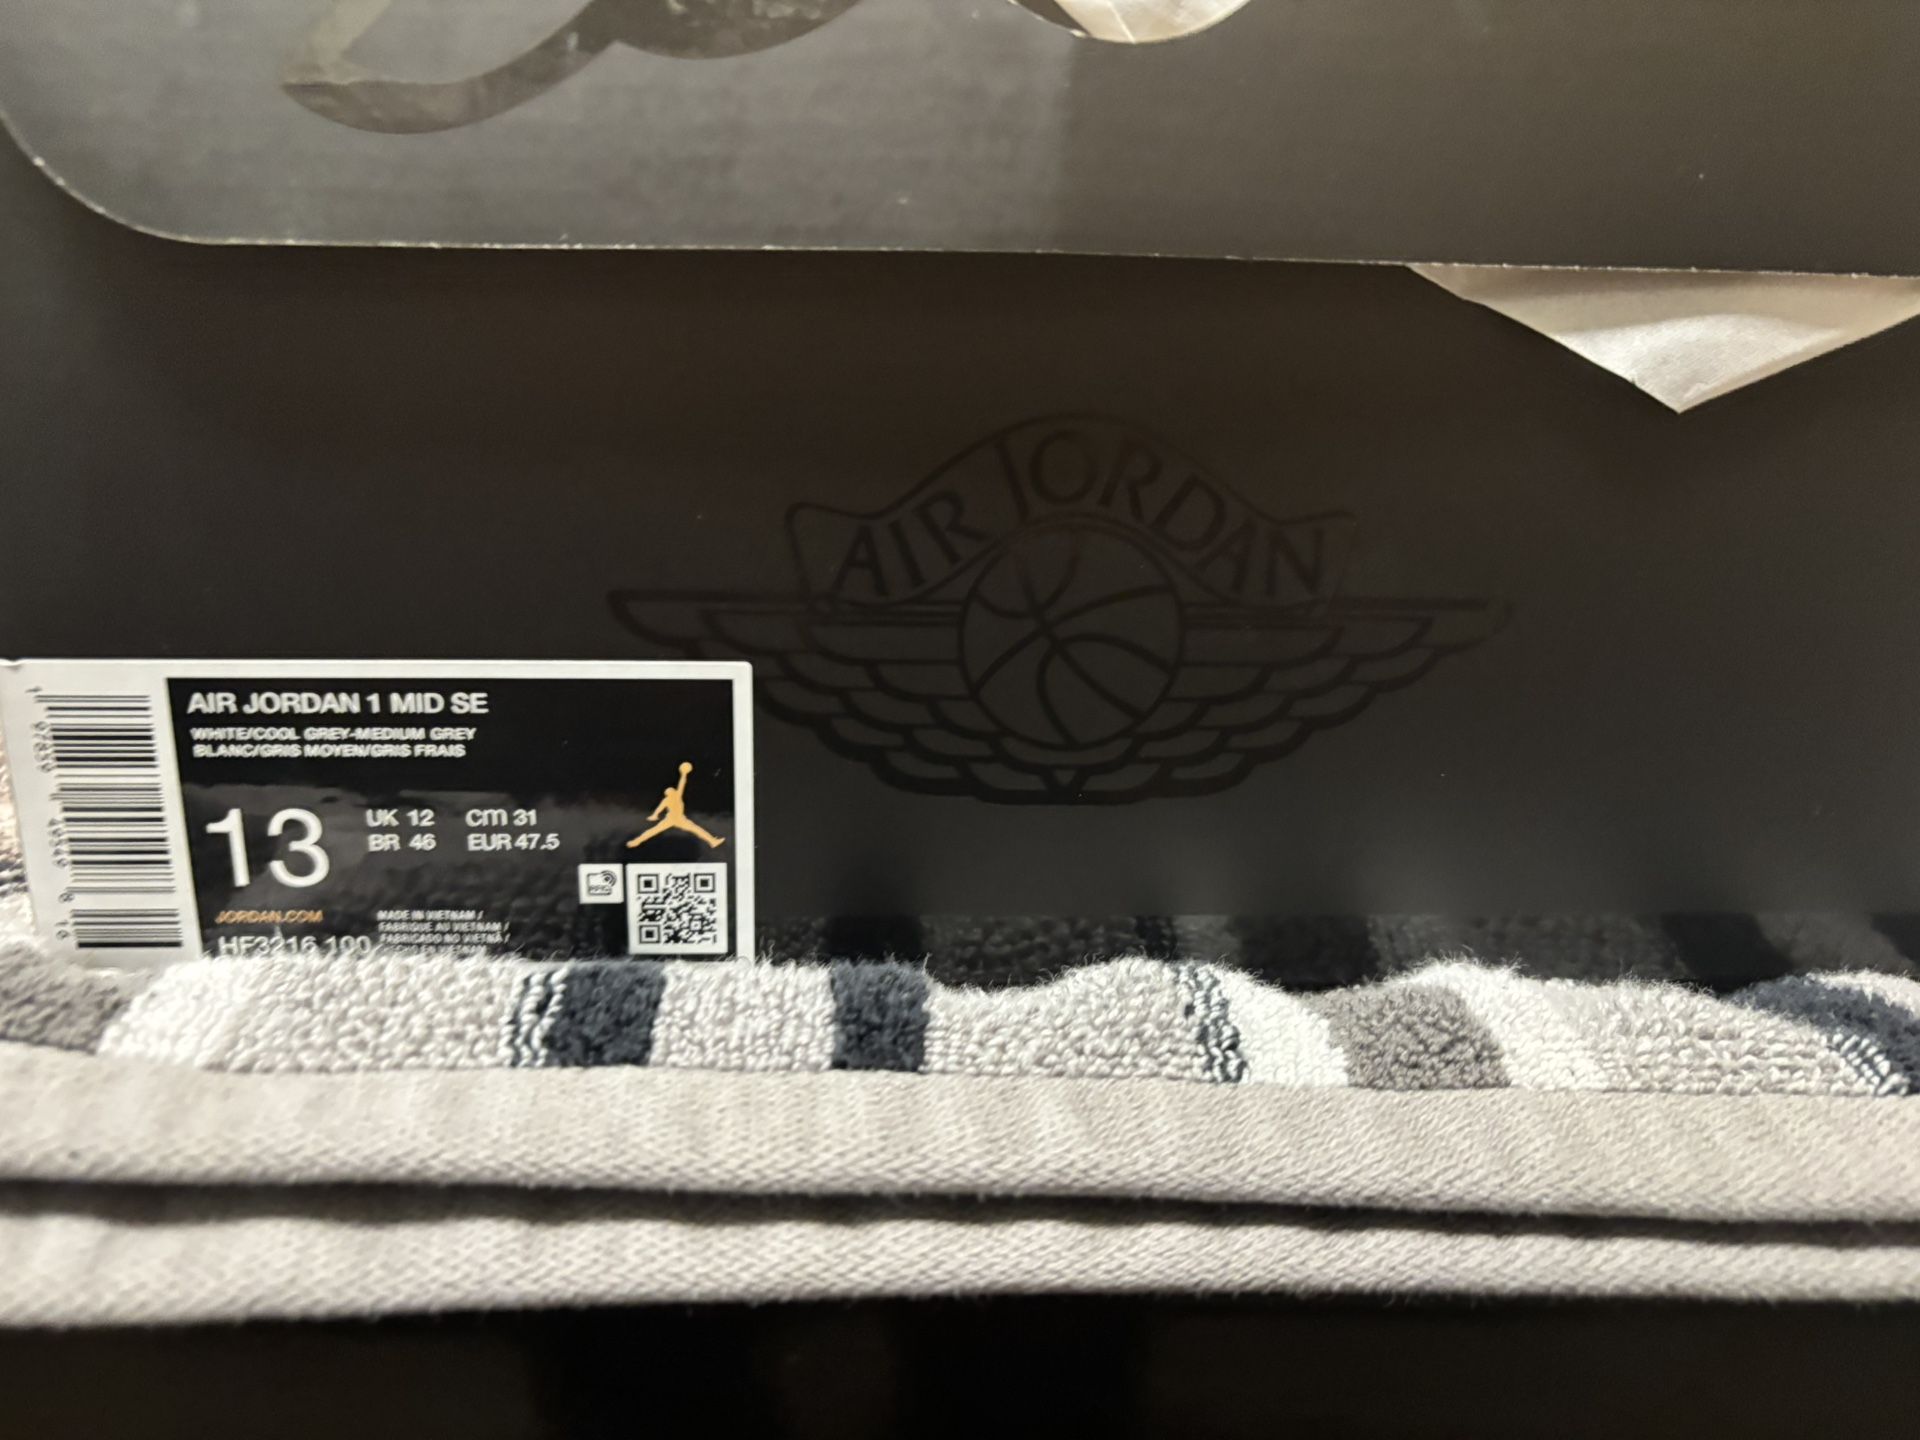 AIR JORDAN
AIR JORDAN 1 MID SE
WHITE/COOL GREY-MEDIUM GREY
BLANC/GRIS MOYEN/GRIS FRAIS
13
UK 12 CM 31
BR 46 EUR 47.5
JORDAN.COM
HF3216 100
MADE IN VIETNAM /
FABRIQUE AU VIETNAM /
FABRICADO NO VIETNA /